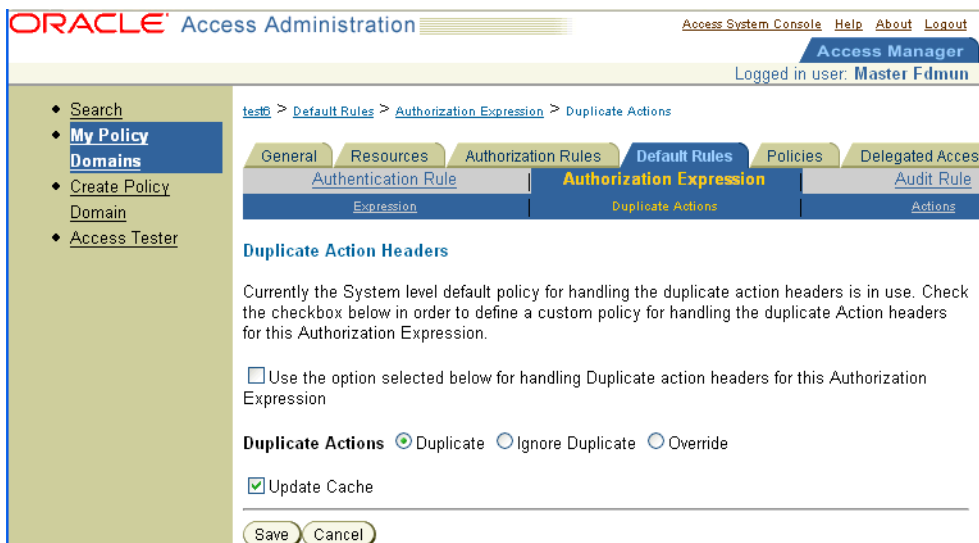 ORACLE Access Administration
Access System Console Help About Logout
Access Manager
Logged in user: Master Fdmun
Search
My Policy
Domains
Create Policy
Domain
Access Tester
test6 > Default Rules > Authorization Expression > Duplicate Actions
General Resources Authorization Rules Default Rules Policies Delegated Acces
Authentication Rule | Authorization Expression | Audit Rule
Expression Duplicate Actions Actions
Duplicate Action Headers
Currently the System level default policy for handling the duplicate action headers is in use. Check
the checkbox below in order to define a custom policy for handling the duplicate Action headers
for this Authorization Expression.
Use the option selected below for handling Duplicate action headers for this Authorization
Expression
Duplicate Actions Duplicate Ignore Duplicate Override
Update Cache
Save Cancel